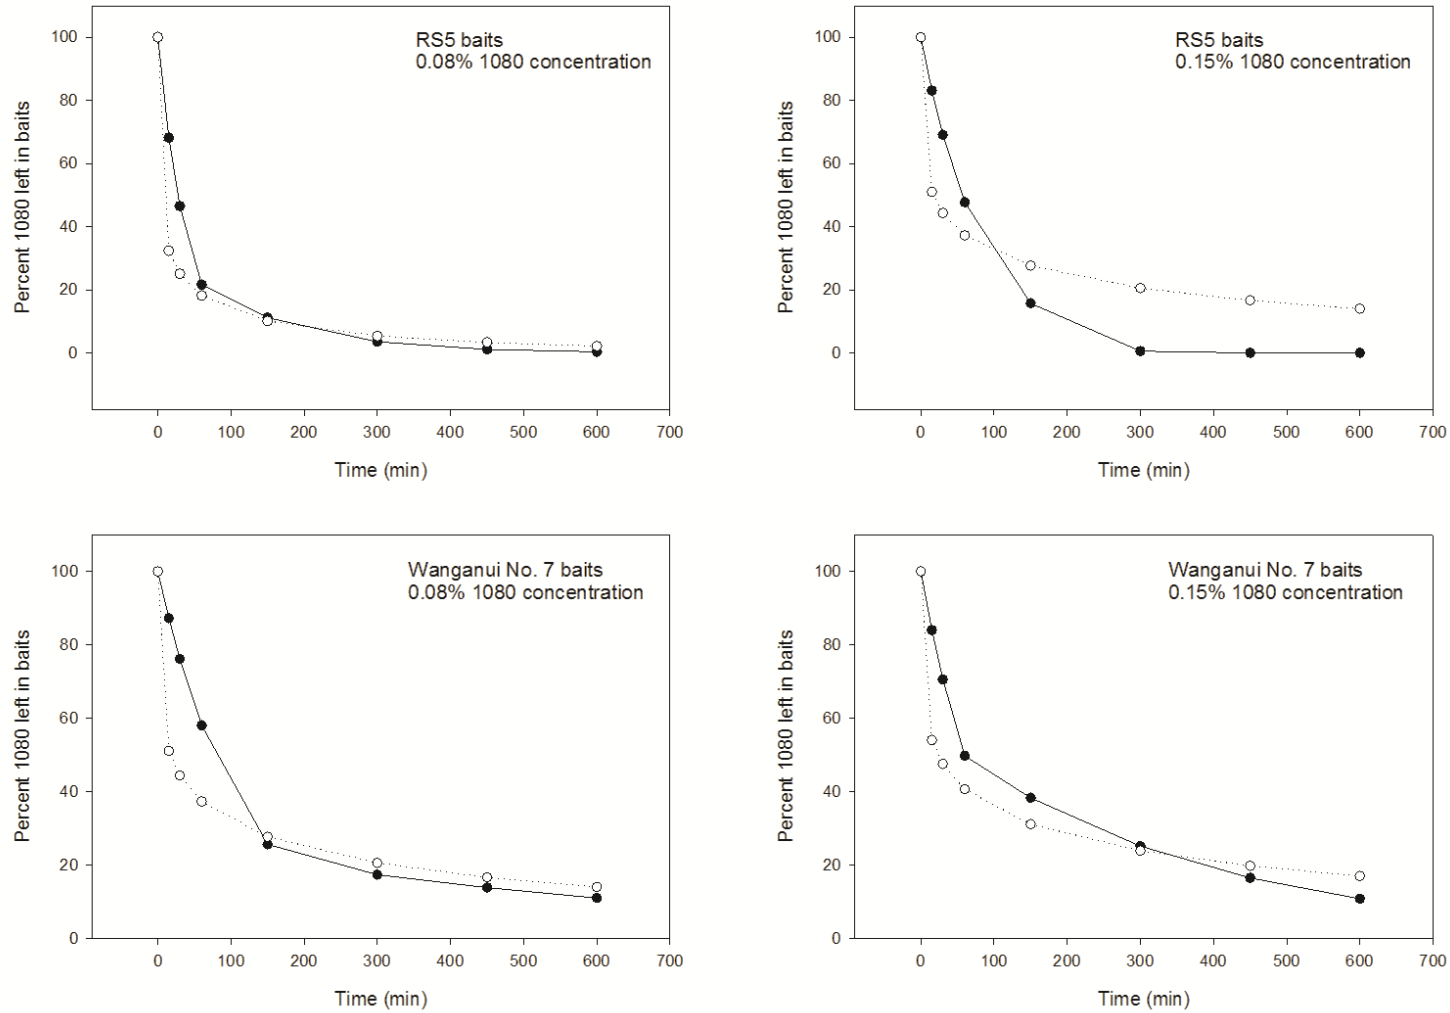 RS5 baits
0.08% 1080 concentration
Percent 1080 left in baits
100
80
60
40
20
0
0 100 200 300 400 500 600 700
Time (min)
RS5 baits
0.15% 1080 concentration
Percent 1080 left in baits
100
80
60
40
20
0
0 100 200 300 400 500 600 700
Time (min)
Wanganui No. 7 baits
0.08% 1080 concentration
Percent 1080 left in baits
100
80
60
40
20
0
0 100 200 300 400 500 600 700
Time (min)
Wanganui No. 7 baits
0.15% 1080 concentration
Percent 1080 left in baits
100
80
60
40
20
0
0 100 200 300 400 500 600 700
Time (min)